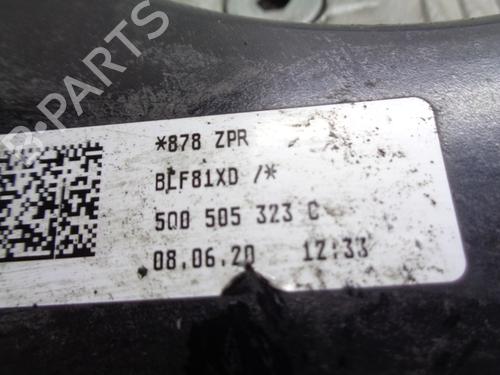 *878 ZPR
BLF81XD /*
5Q0 505 323 C
08.06.20 12:33
B-PARTS